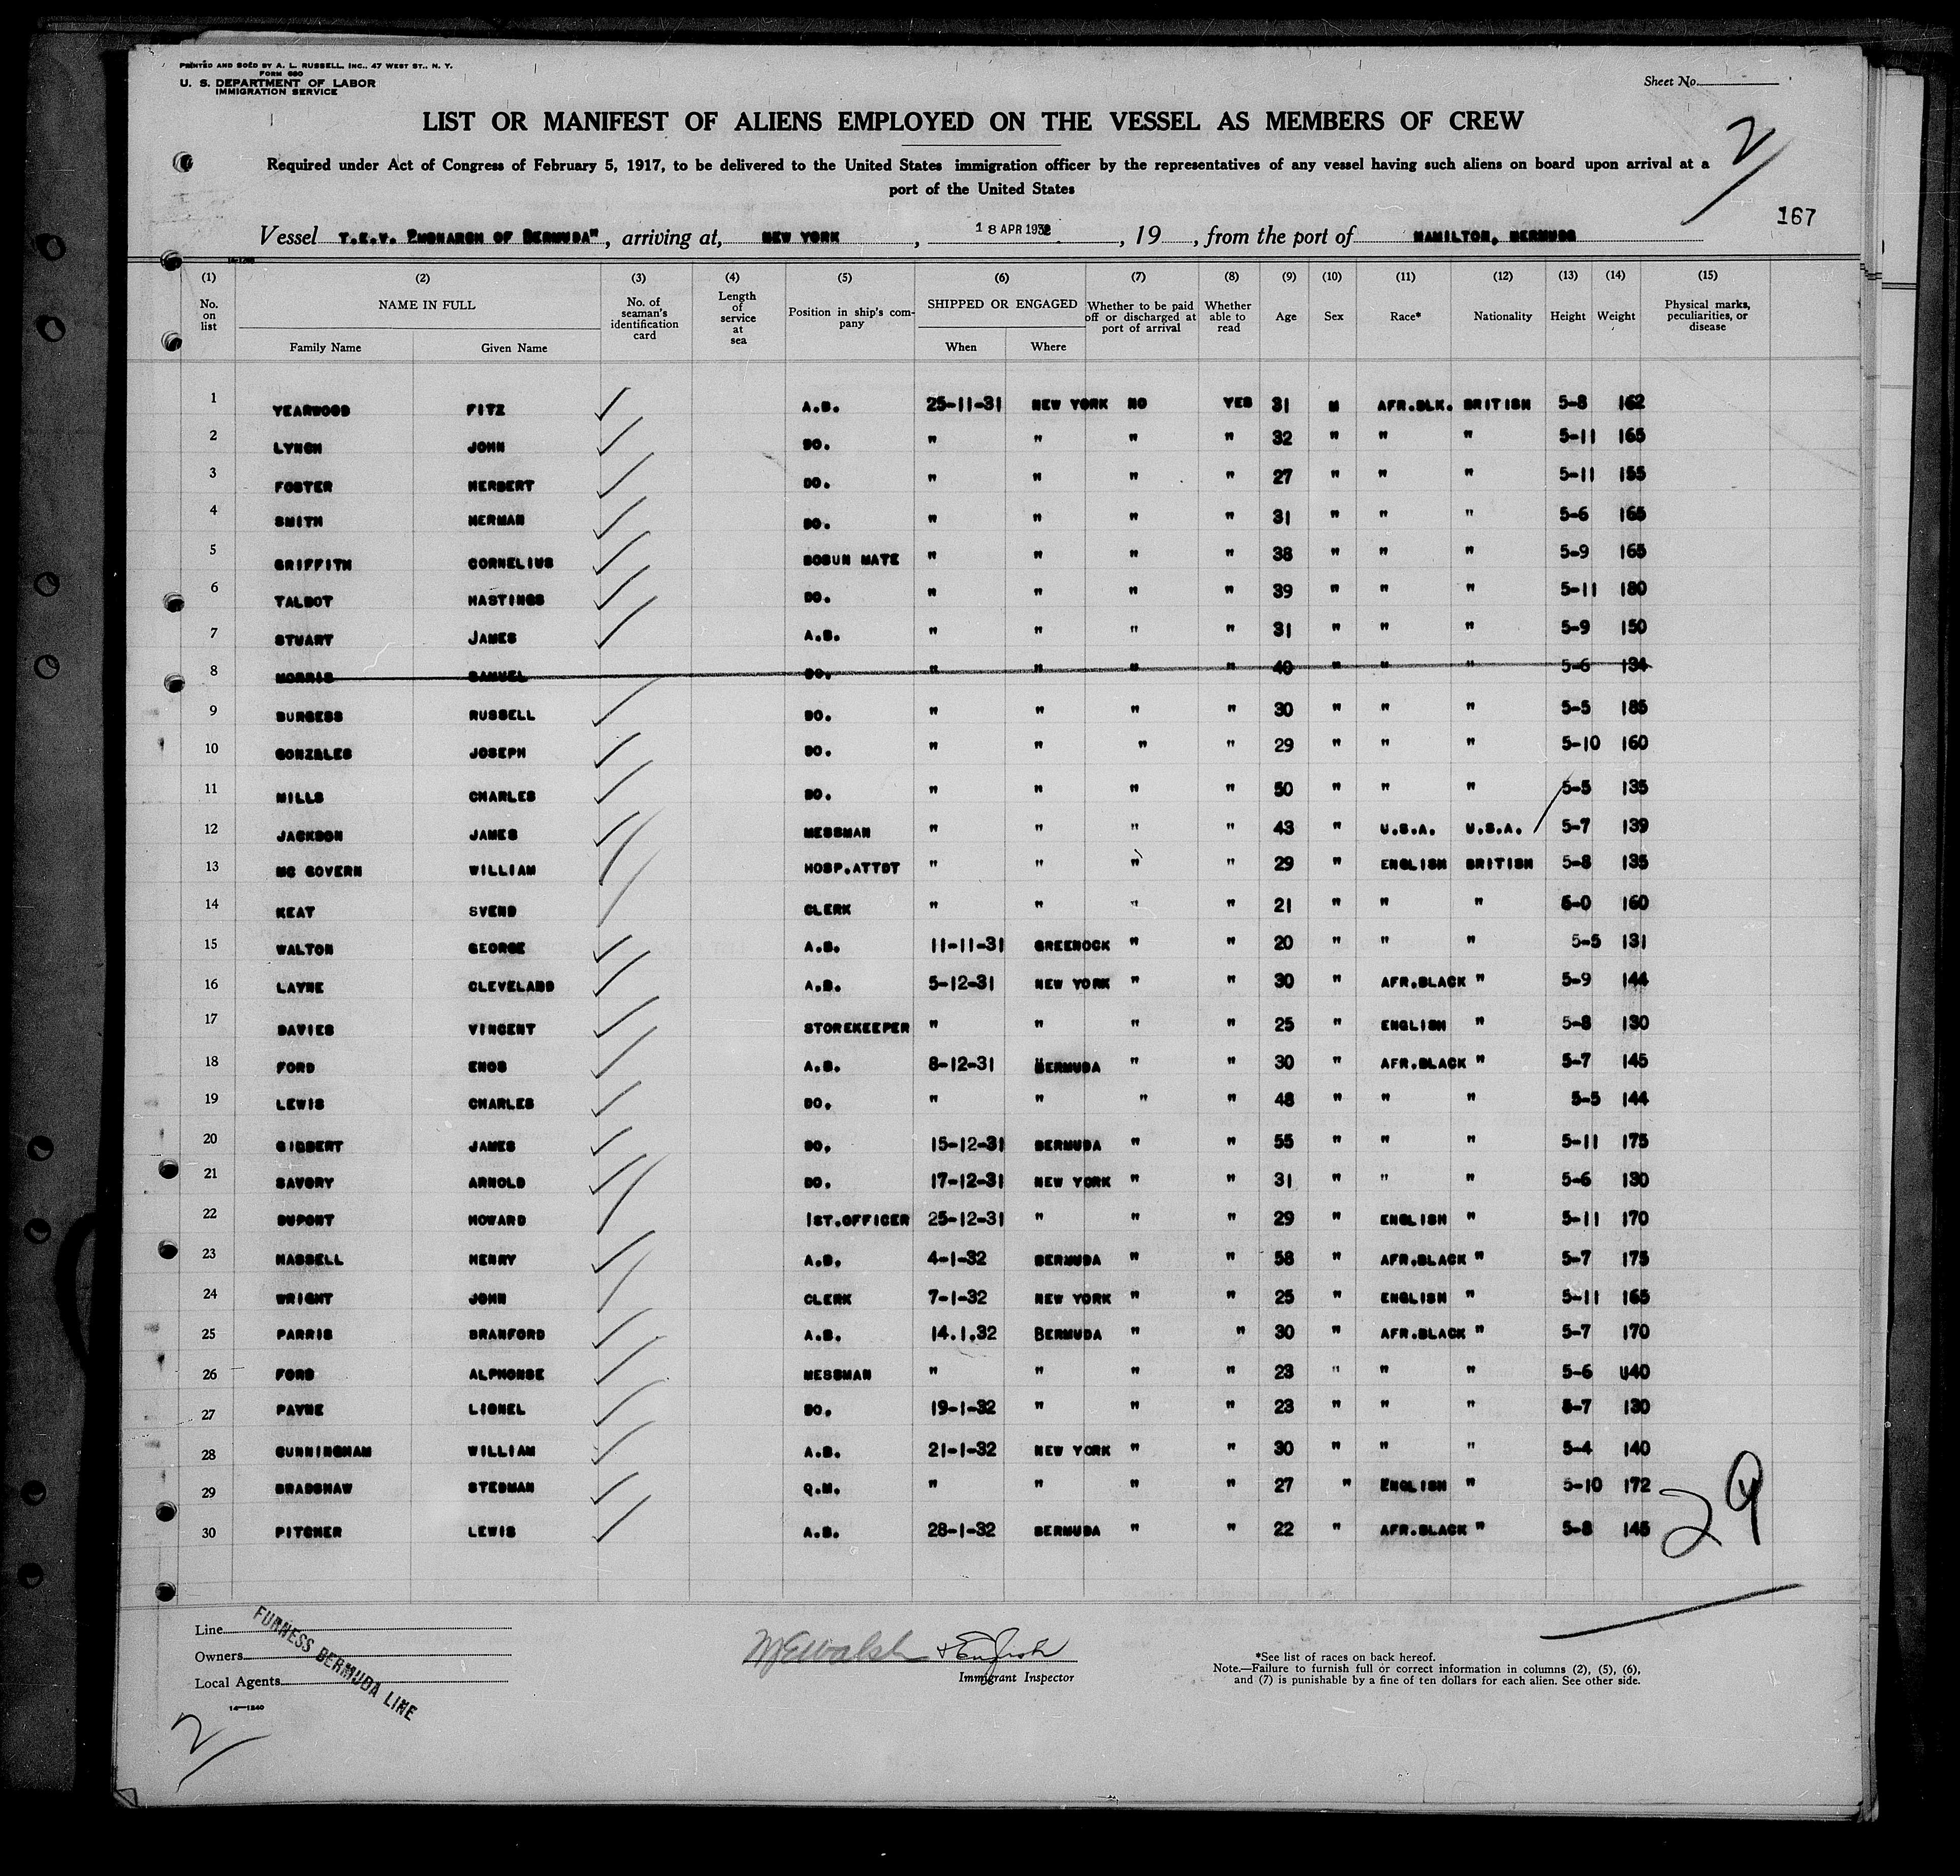 PRINTED AND SOLD BY A. L. RUSSELL, INC., 47 WEST ST., N. Y.
FORM 680
U. S. DEPARTMENT OF LABOR
IMMIGRATION SERVICE
Sheet No.
LIST OR MANIFEST OF ALIENS EMPLOYED ON THE VESSEL AS MEMBERS OF CREW
2
Required under Act of Congress of February 5, 1917, to be delivered to the United States immigration officer by the representatives of any vessel having such aliens on board upon arrival at a
port of the United States
167
Vessel T.E.V. "MONARCH OF BERMUDA", arriving at, NEW YORK, 18 APR 1932, 19 , from the port of HAMILTON, BERMUDA
(1) (2) (3) (4) (5) (6) (7) (8) (9) (10) (11) (12) (13) (14) (15)
No. on list NAME IN FULL Family Name Given Name No. of seaman's identification card Length of service at sea Position in ship's company SHIPPED OR ENGAGED When Where Whether to be paid off or discharged at port of arrival Whether able to read Age Sex Race* Nationality Height Weight Physical marks, peculiarities, or disease
1 YEARWOOD FITZ A.B. 25-11-31 NEW YORK NO YES 31 M AFR.BLK. BRITISH 5-8 162
2 LYNCH JOHN DO. " " " " 32 " " " 5-11 165
3 FOSTER HERBERT DO. " " " " 27 " " " 5-11 155
4 SMITH HERMAN DO. " " " " 31 " " " 5-6 165
5 GRIFFITH CORNELIUS BOSUN MATE " " " " 38 " " " 5-9 165
6 TALBOT HASTINGS DO. " " " " 39 " " " 5-11 180
7 STUART JAMES A.B. " " " " 31 " " " 5-9 150
8 MORRIS SAMUEL DO. " " " " 40 " " " 5-6 134
9 BURGESS RUSSELL DO. " " " " 30 " " " 5-5 185
10 GONZALES JOSEPH DO. " " " " 29 " " " 5-10 160
11 MILLS CHARLES DO. " " " " 50 " " " 5-5 135
12 JACKSON JAMES MESSMAN " " " " 43 " U.S.A. U.S.A. 5-7 139
13 MC GOVERN WILLIAM HOSP.ATTDT " " " " 29 " ENGLISH BRITISH 5-8 135
14 KEAT SVEND CLERK " " " " 21 " " " 6-0 160
15 WALTON GEORGE A.B. 11-11-31 GREENOCK " " 20 " " " 5-5 131
16 LAYNE CLEVELAND A.B. 5-12-31 NEW YORK " " 30 " AFR.BLACK " 5-9 144
17 DAVIES VINCENT STOREKEEPER " " " " 25 " ENGLISH " 5-8 130
18 FORD ENOS A.B. 8-12-31 BERMUDA " " 30 " AFR.BLACK " 5-7 145
19 LEWIS CHARLES DO. " " " " 48 " " " 5-5 144
20 GIBBERT JAMES DO. 15-12-31 BERMUDA " " 55 " " " 5-11 175
21 SAVORY ARNOLD DO. 17-12-31 NEW YORK " " 31 " " " 5-6 130
22 DUPONT HOWARD 1ST.OFFICER 25-12-31 " " " 29 " ENGLISH " 5-11 170
23 HASSELL HENRY A.B. 4-1-32 BERMUDA " " 58 " AFR.BLACK " 5-7 175
24 WRIGHT JOHN CLERK 7-1-32 NEW YORK " " 25 " ENGLISH " 5-11 165
25 PARRIS BRANFORD A.B. 14.1.32 BERMUDA " " 30 " AFR.BLACK " 5-7 170
26 FORD ALPHONSE MESSMAN " " " " 23 " " " 5-6 140
27 PAYNE LIONEL DO. 19-1-32 " " " 23 " " " 5-7 130
28 CUNNINGHAM WILLIAM A.B. 21-1-32 NEW YORK " " 30 " " " 5-4 140
29 BRADSHAW STEDMAN Q.M. " " " " 27 " ENGLISH " 5-10 172
30 PITCHER LEWIS A.B. 28-1-32 BERMUDA " " 22 " AFR.BLACK " 5-8 145
29
Line
Owners
Local Agents
FURNESS BERMUDA LINE
14—1240
2
Immigrant Inspector
*See list of races on back hereof.
Note.—Failure to furnish full or correct information in columns (2), (5), (6),
and (7) is punishable by a fine of ten dollars for each alien. See other side.